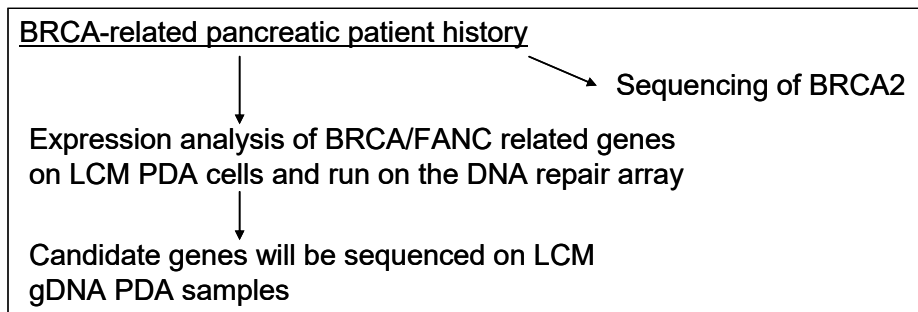 BRCA-related pancreatic patient history
Sequencing of BRCA2
Expression analysis of BRCA/FANC related genes
on LCM PDA cells and run on the DNA repair array
Candidate genes will be sequenced on LCM
gDNA PDA samples